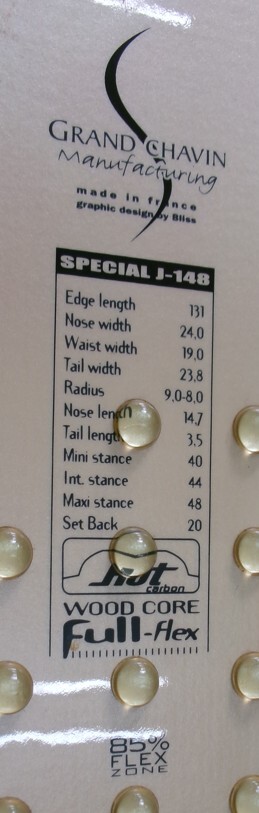 GRAND CHAVIN
Manufacturing
made in france
graphic design by Bliss
SPECIAL J-148
Edge length 131
Nose width 24,0
Waist width 19,0
Tail width 23,8
Radius 9,0-8,0
Nose length 14,7
Tail length 3,5
Mini stance 40
Int. stance 44
Maxi stance 48
Set Back 20
Hot
carbon
WOOD CORE
Full-flex
85%
FLEX
ZONE